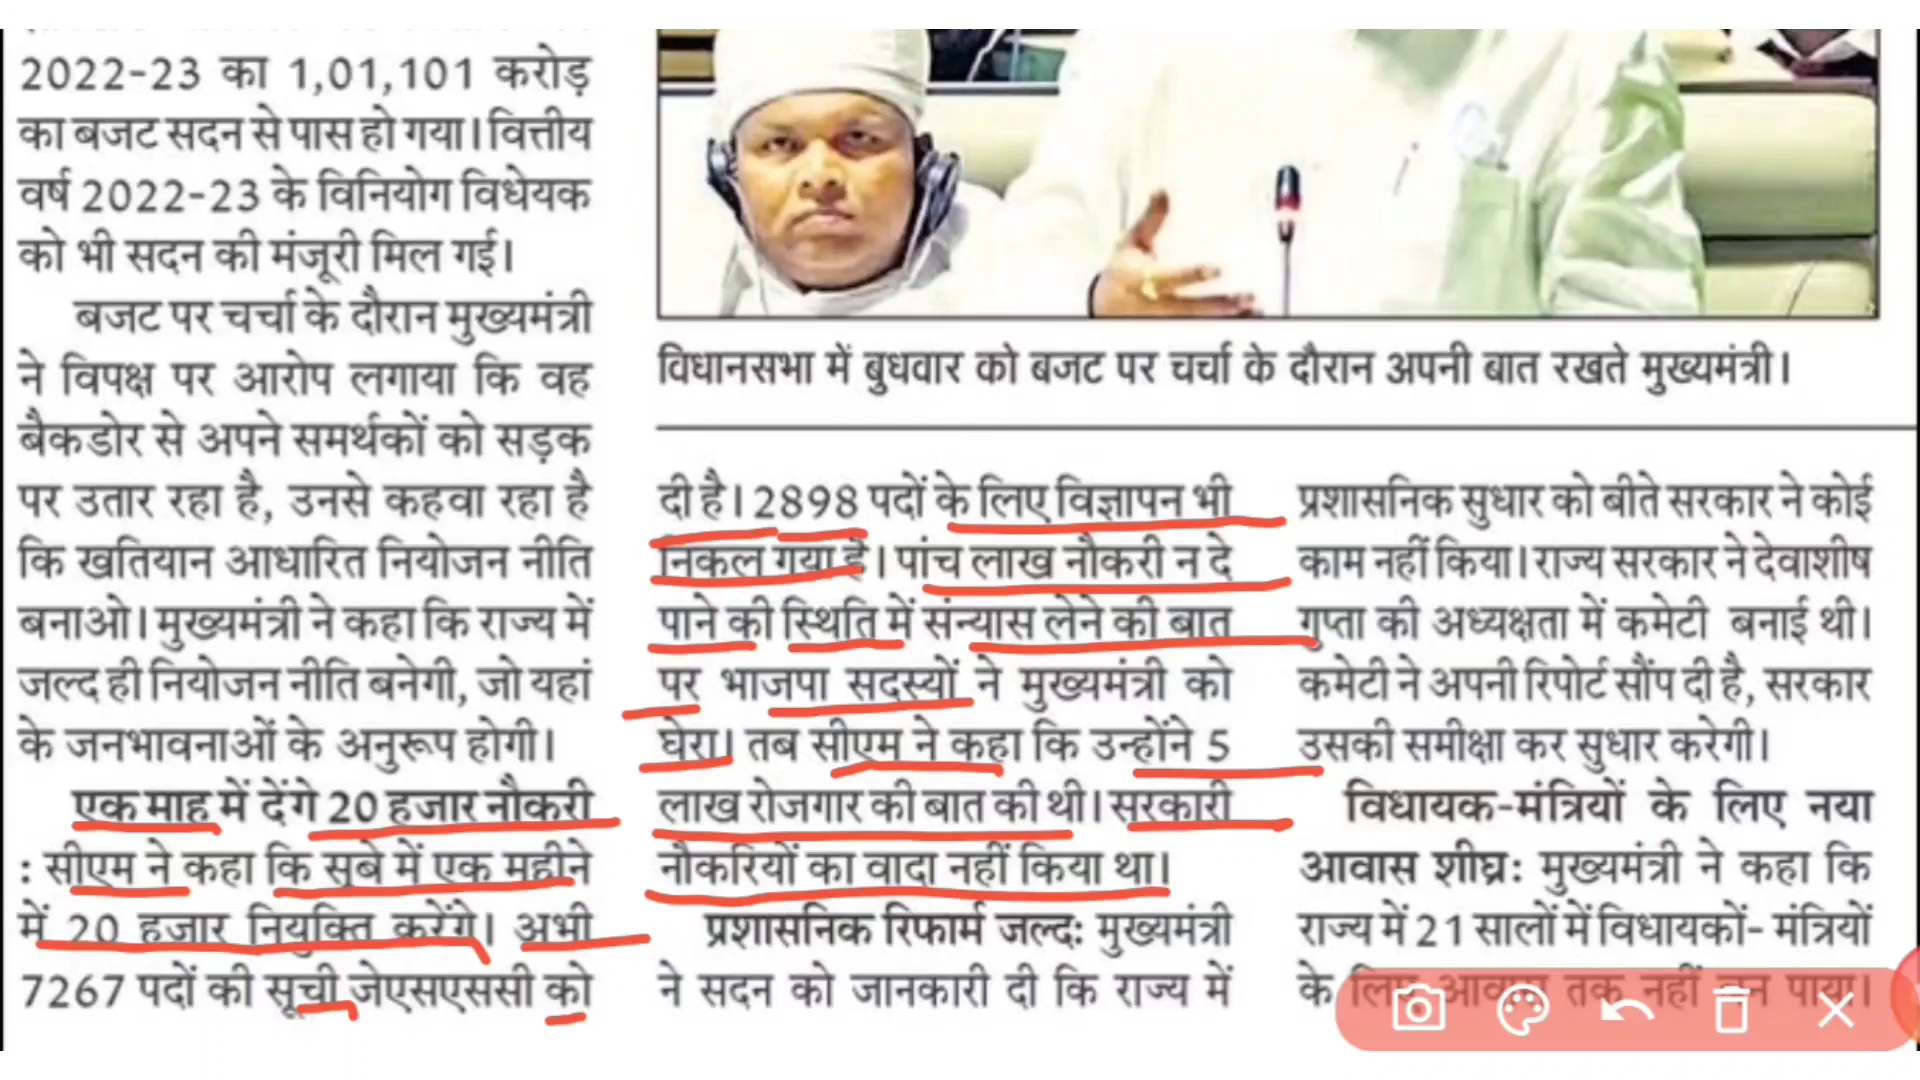 2022-23 का 1,01,101 करोड़
का बजट सदन से पास हो गया। वित्तीय
वर्ष 2022-23 के विनियोग विधेयक
को भी सदन की मंजूरी मिल गई।
बजट पर चर्चा के दौरान मुख्यमंत्री
ने विपक्ष पर आरोप लगाया कि वह
बैकडोर से अपने समर्थकों को सड़क
पर उतार रहा है, उनसे कहवा रहा है
कि खतियान आधारित नियोजन नीति
बनाओ। मुख्यमंत्री ने कहा कि राज्य में
जल्द ही नियोजन नीति बनेगी, जो यहां
के जनभावनाओं के अनुरूप होगी।
एक माह में देंगे 20 हजार नौकरी
: सीएम ने कहा कि सूबे में एक महीने
में 20 हजार नियुक्ति करेंगे। अभी
7267 पदों की सूची जेएसएससी को
विधानसभा में बुधवार को बजट पर चर्चा के दौरान अपनी बात रखते मुख्यमंत्री।
दी है। 2898 पदों के लिए विज्ञापन भी
निकल गया है। पांच लाख नौकरी न दे
पाने की स्थिति में संन्यास लेने की बात
पर भाजपा सदस्यों ने मुख्यमंत्री को
घेरा। तब सीएम ने कहा कि उन्होंने 5
लाख रोजगार की बात की थी। सरकारी
नौकरियों का वादा नहीं किया था।
प्रशासनिक रिफार्म जल्द: मुख्यमंत्री
ने सदन को जानकारी दी कि राज्य में
प्रशासनिक सुधार को बीते सरकार ने कोई
काम नहीं किया। राज्य सरकार ने देवाशीष
गुप्ता की अध्यक्षता में कमेटी बनाई थी।
कमेटी ने अपनी रिपोर्ट सौंप दी है, सरकार
उसकी समीक्षा कर सुधार करेगी।
विधायक-मंत्रियों के लिए नया
आवास शीघ्र: मुख्यमंत्री ने कहा कि
राज्य में 21 सालों में विधायकों- मंत्रियों
के लिए आवास तक नहीं बन पाया।